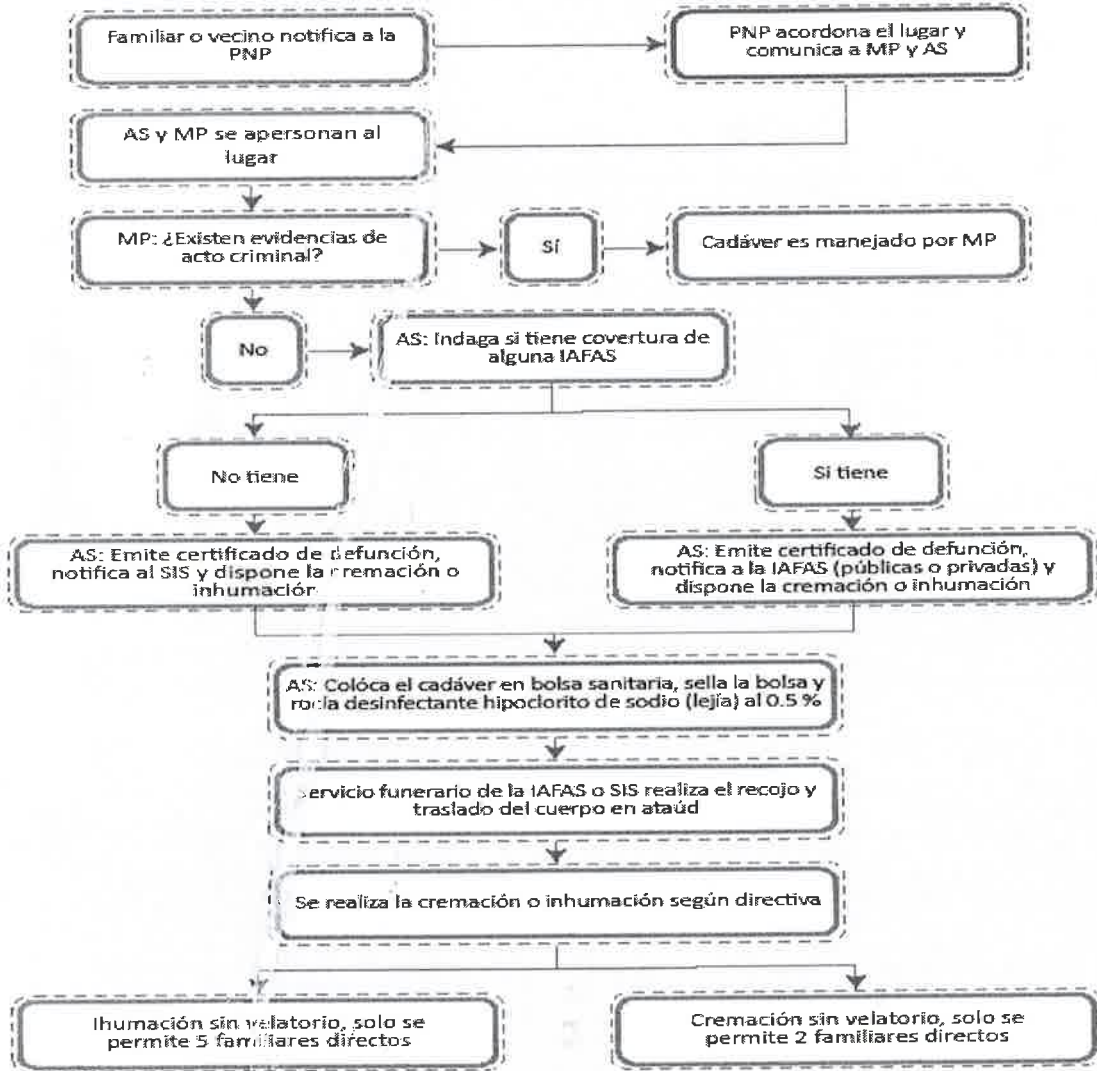 Familiar o vecino notifica a la
PNP
PNP acordona el lugar y
comunica a MP y AS
AS y MP se apersonan al
lugar
MP: ¿Existen evidencias de
acto criminal?
Sí
Cadáver es manejado por MP
No
AS: Indaga si tiene covertura de
alguna IAFAS
No tiene
Si tiene
AS: Emite certificado de defunción,
notifica al SIS y dispone la cremación o
inhumación
AS: Emite certificado de defunción,
notifica a la IAFAS (públicas o privadas) y
dispone la cremación o inhumación
AS: Colóca el cadáver en bolsa sanitaria, sella la bolsa y
rocía desinfectante hipoclorito de sodio (lejía) al 0.5 %
ervicio funerario de la IAFAS o SIS realiza el recojo y
traslado del cuerpo en ataúd
Se realiza la cremación o inhumación según directiva
Ihumación sin velatorio, solo se
permite 5 familiares directos
Cremación sin velatorio, solo se
permite 2 familiares directos